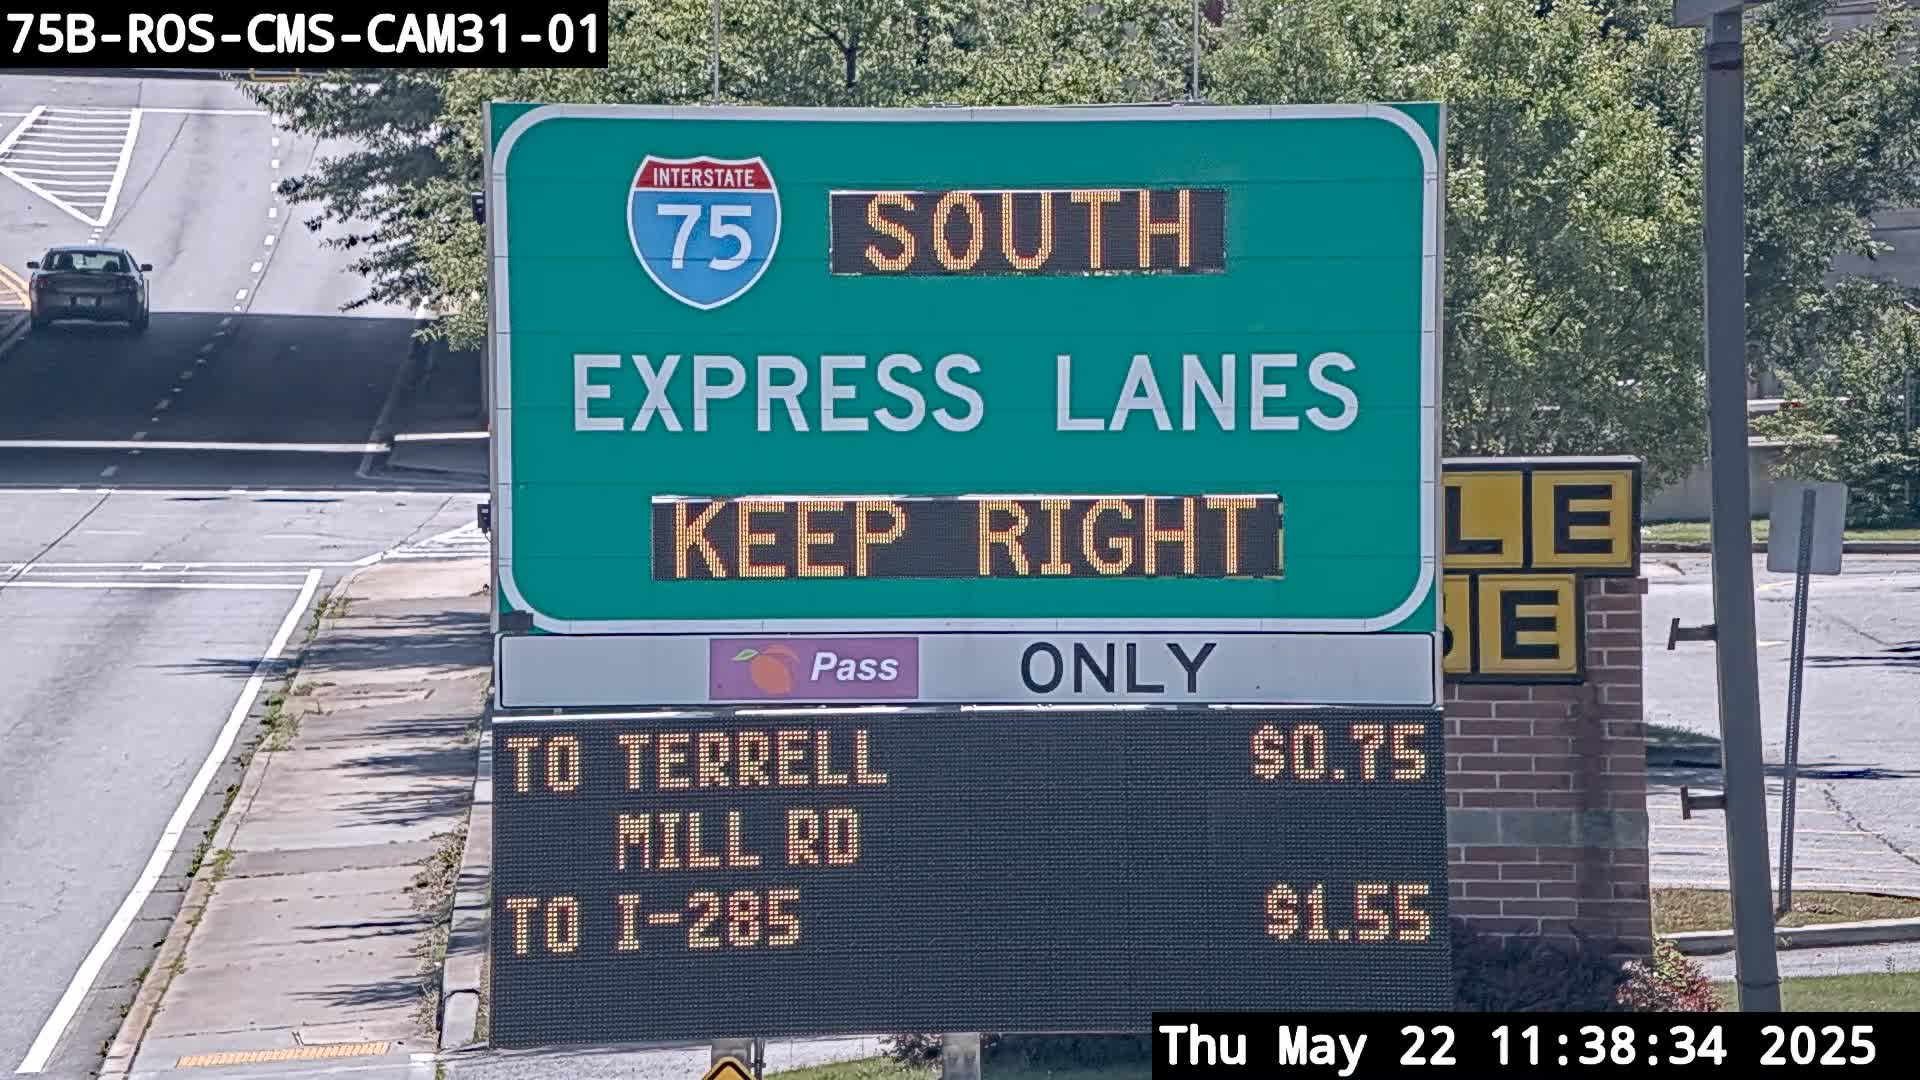 75B-ROS-CMS-CAM31-01
INTERSTATE
75
SOUTH
EXPRESS LANES
KEEP RIGHT
LE
E
Pass ONLY
TO TERRELL $0.75
MILL RD
TO I-285 $1.55
Thu May 22 11:38:34 2025